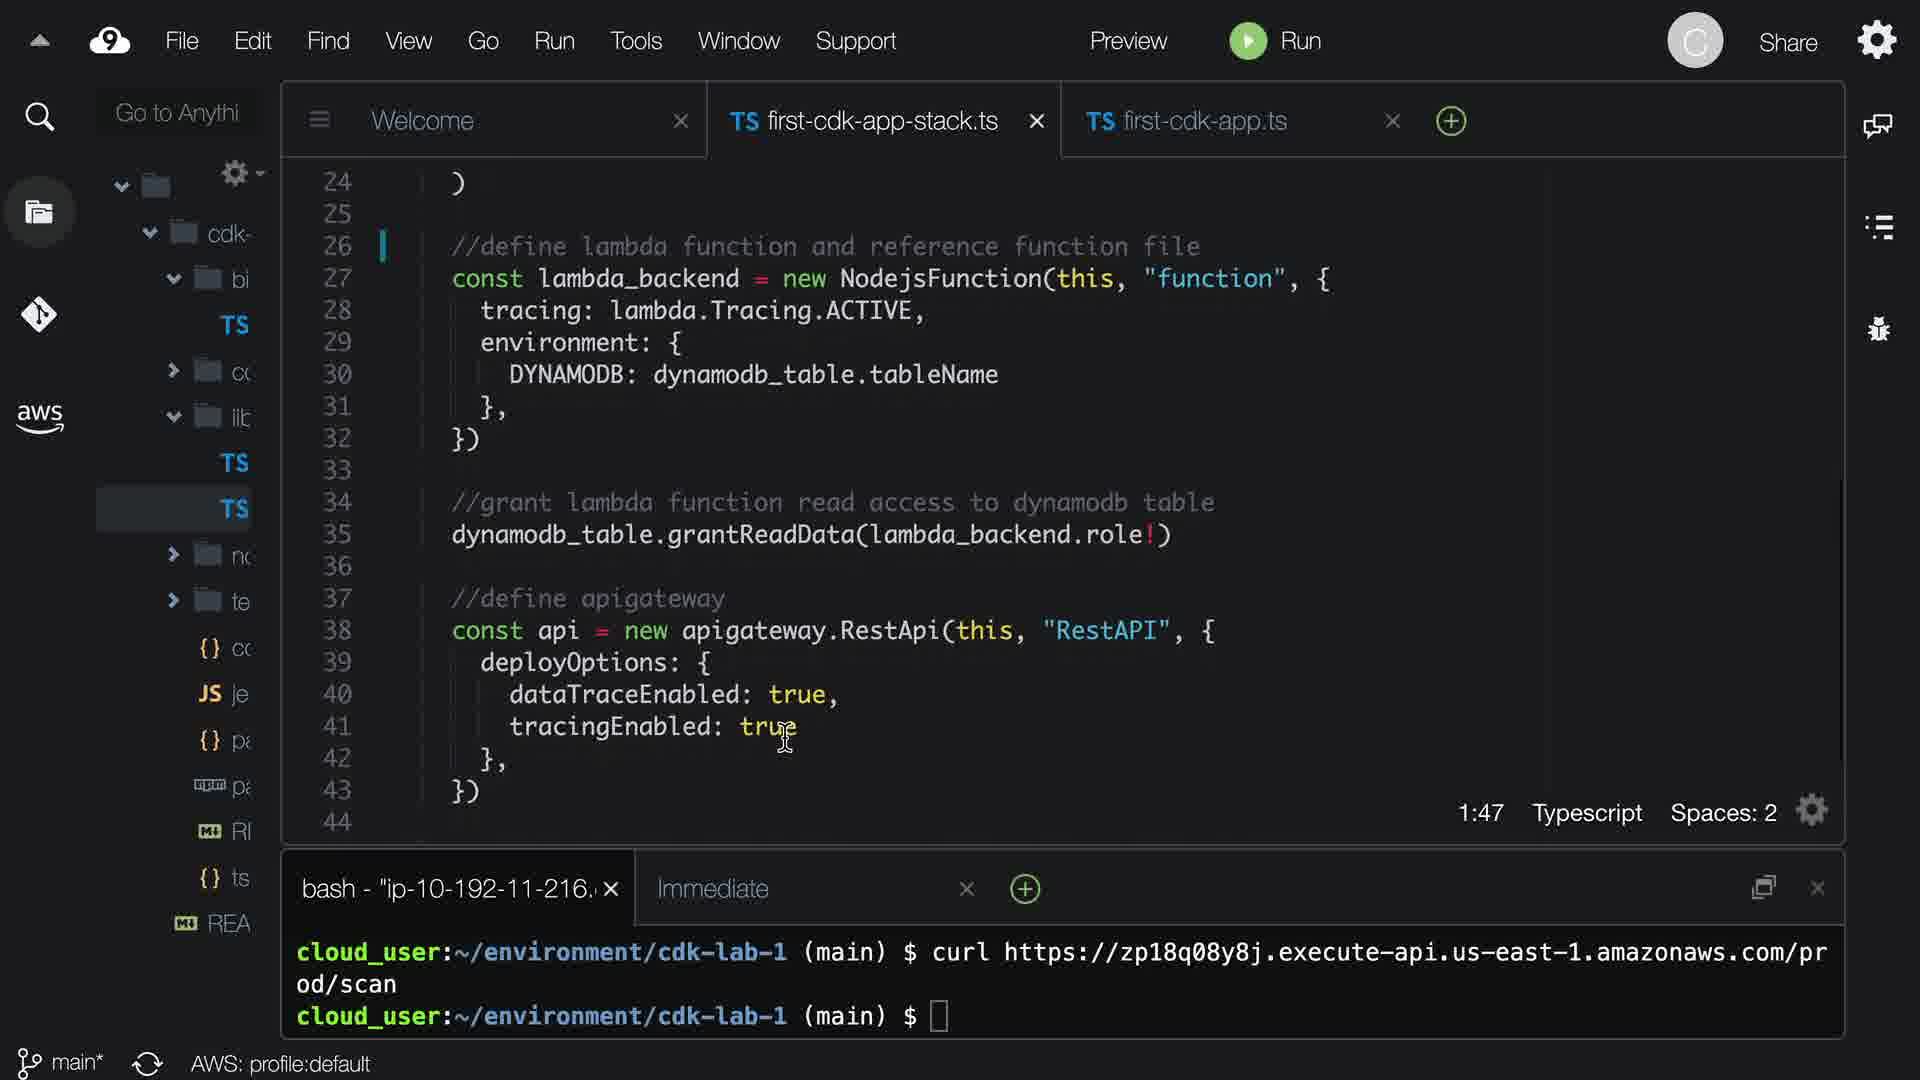 9 File Edit Find View Go Run Tools Window Support Preview Run C Share
Go to Anythi
Welcome TS first-cdk-app-stack.ts TS first-cdk-app.ts
24 )
25
26 //define lambda function and reference function file
27 const lambda_backend = new NodejsFunction(this, "function", {
28 tracing: lambda.Tracing.ACTIVE,
29 environment: {
30 DYNAMODB: dynamodb_table.tableName
31 },
32 })
33
34 //grant lambda function read access to dynamodb table
35 dynamodb_table.grantReadData(lambda_backend.role!)
36
37 //define apigateway
38 const api = new apigateway.RestApi(this, "RestAPI", {
39 deployOptions: {
40 dataTraceEnabled: true,
41 tracingEnabled: true
42 },
43 })
44
cdk-
bi
TS
cc
lib
TS
TS
nc
te
{} cc
JS je
{} pa
npm pa
M↓ RI
{} ts
M↓ REA
aws
1:47 Typescript Spaces: 2
bash - "ip-10-192-11-216. Immediate
cloud_user:~/environment/cdk-lab-1 (main) $ curl https://zp18q08y8j.execute-api.us-east-1.amazonaws.com/pr
od/scan
cloud_user:~/environment/cdk-lab-1 (main) $
main* AWS: profile:default